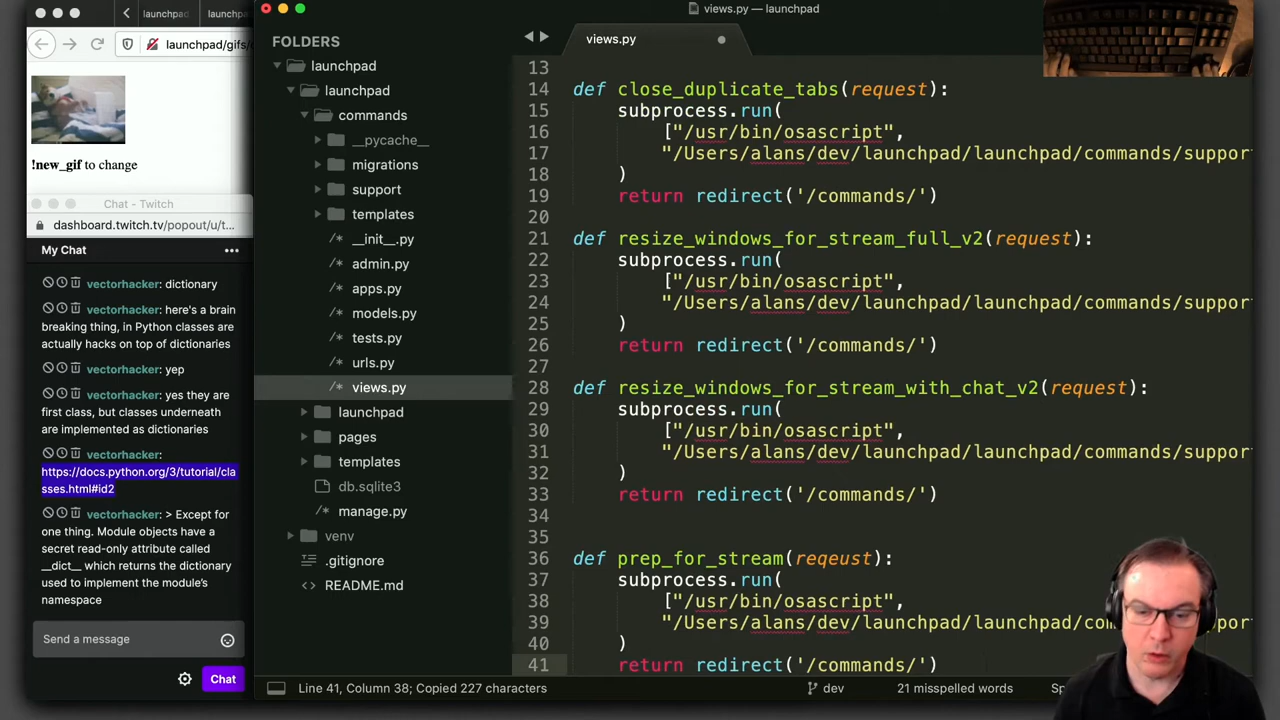 launchpad
launchpad
launchpad/gifs/
!new_gif to change
Chat - Twitch
dashboard.twitch.tv/popout/u/t...
My Chat
vectorhacker: dictionary
vectorhacker: here's a brain
breaking thing, in Python classes are
actually hacks on top of dictionaries
vectorhacker: yep
vectorhacker: yes they are
first class, but classes underneath
are implemented as dictionaries
vectorhacker:
https://docs.python.org/3/tutorial/cla
sses.html#id2
vectorhacker: > Except for
one thing. Module objects have a
secret read-only attribute called
__dict__ which returns the dictionary
used to implement the module's
namespace
Send a message
Chat
views.py — launchpad
FOLDERS
launchpad
launchpad
commands
__pycache__
migrations
support
templates
__init__.py
admin.py
apps.py
models.py
tests.py
urls.py
views.py
launchpad
pages
templates
db.sqlite3
manage.py
venv
.gitignore
README.md
views.py
13
14 def close_duplicate_tabs(request):
15 subprocess.run(
16 ["/usr/bin/osascript",
17 "/Users/alans/dev/launchpad/launchpad/commands/suppor
18 )
19 return redirect('/commands/')
20
21 def resize_windows_for_stream_full_v2(request):
22 subprocess.run(
23 ["/usr/bin/osascript",
24 "/Users/alans/dev/launchpad/launchpad/commands/suppor
25 )
26 return redirect('/commands/')
27
28 def resize_windows_for_stream_with_chat_v2(request):
29 subprocess.run(
30 ["/usr/bin/osascript",
31 "/Users/alans/dev/launchpad/launchpad/commands/suppor
32 )
33 return redirect('/commands/')
34
35
36 def prep_for_stream(reqeust):
37 subprocess.run(
38 ["/usr/bin/osascript",
39 "/Users/alans/dev/launchpad/launchpad/commands/suppor
40 )
41 return redirect('/commands/')
Line 41, Column 38; Copied 227 characters
dev
21 misspelled words